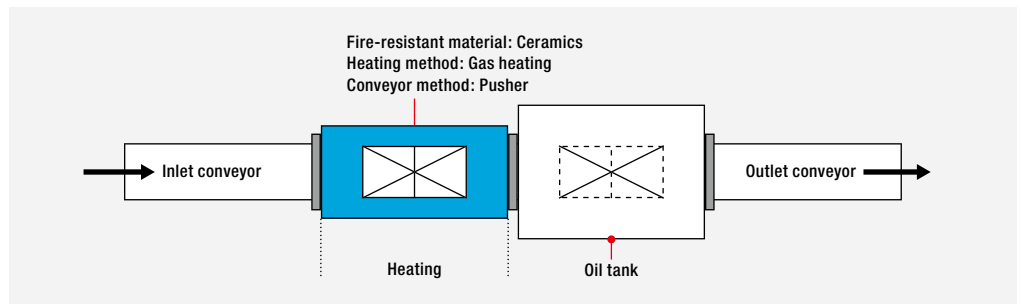 Fire-resistant material: Ceramics
Heating method: Gas heating
Conveyor method: Pusher
Inlet conveyor
Outlet conveyor
Heating
Oil tank